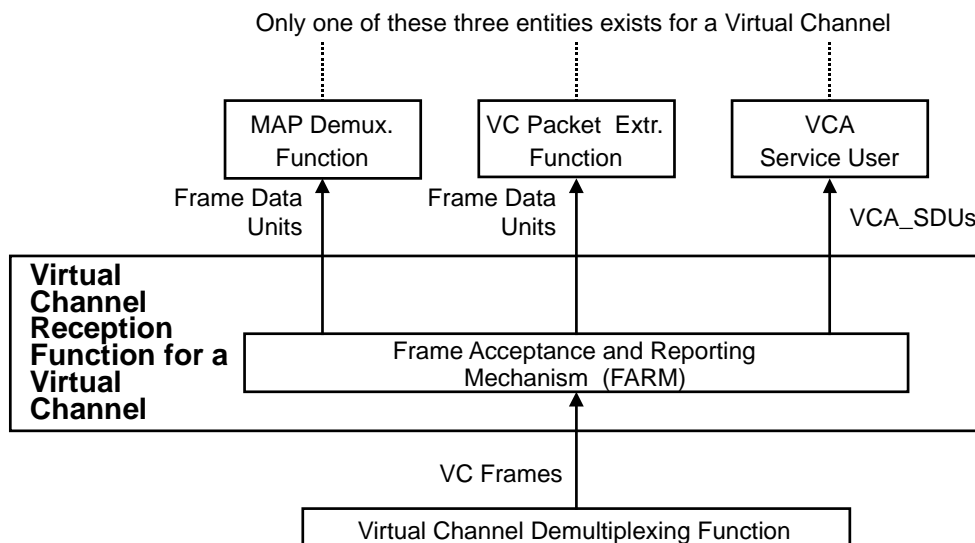 Only one of these three entities exists for a Virtual Channel
MAP Demux.
Function
VC Packet Extr.
Function
VCA
Service User
Frame Data
Units
Frame Data
Units
VCA_SDUs
Virtual
Channel
Reception
Function for a
Virtual
Channel
Frame Acceptance and Reporting
Mechanism (FARM)
VC Frames
Virtual Channel Demultiplexing Function